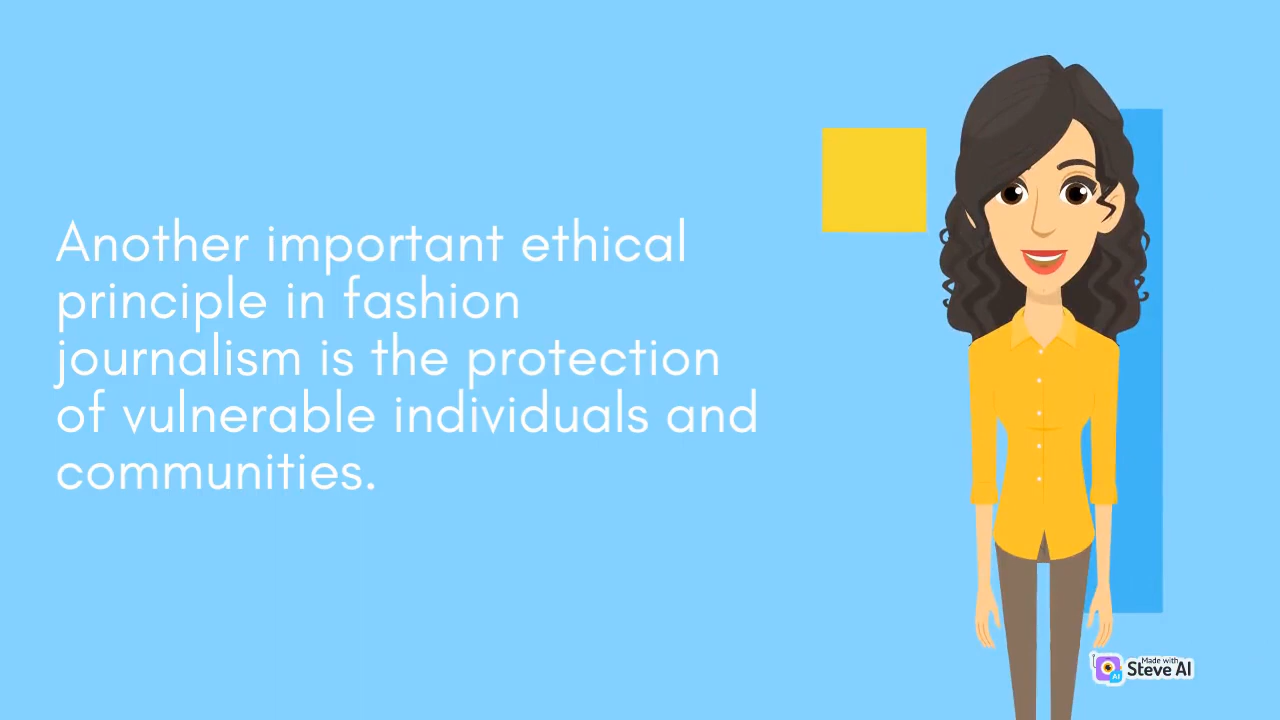 Another important ethical
principle in fashion
journalism is the protection
of vulnerable individuals and
communities.
Made with
Steve AI
AI